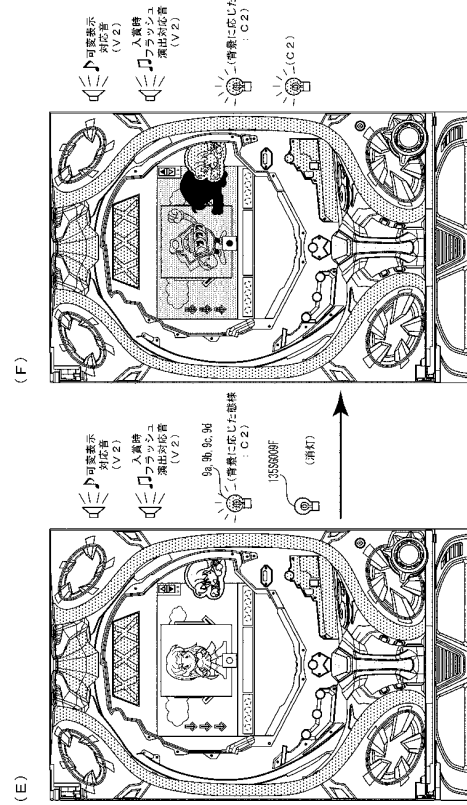 (E)
可変表示
対応音
(V2)
入賞時
フラッシュ
演出対応音
(V2)
9a, 9b, 9c, 9d
(背景に応じた態様
:C2)
135SG009F
(消灯)
(F)
可変表示
対応音
(V2)
入賞時
フラッシュ
演出対応音
(V2)
(背景に応じた
:C2)
(C2)